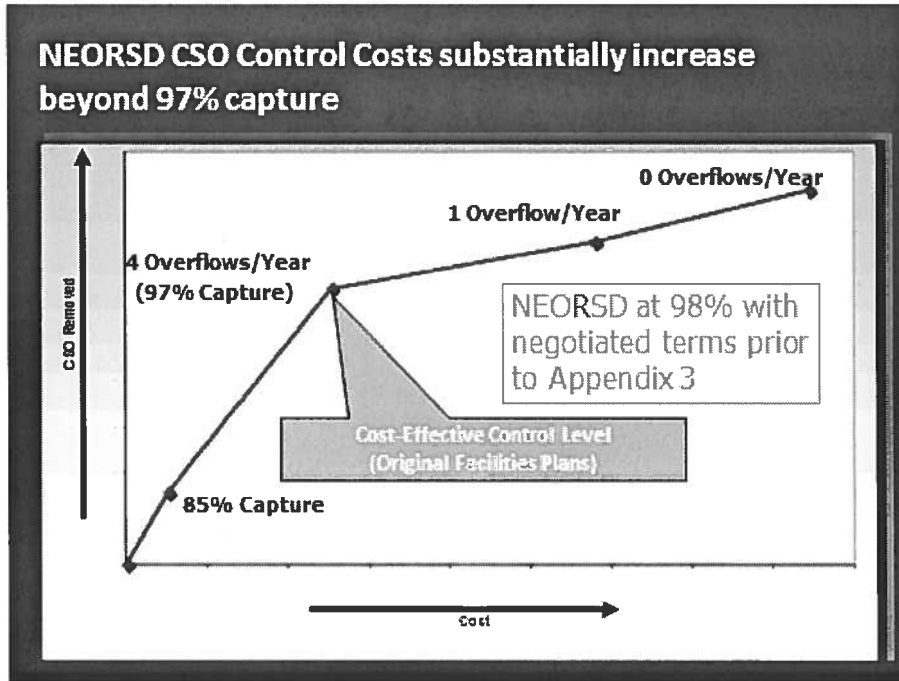 NEORSD CSO Control Costs substantially increase
beyond 97% capture
0 Overflows/Year
1 Overflow/Year
4 Overflows/Year
(97% Capture)
NEORSD at 98% with
negotiated terms prior
to Appendix 3
CSO Removed
Cost-Effective Control Level
(Original Facilities Plans)
85% Capture
Cost